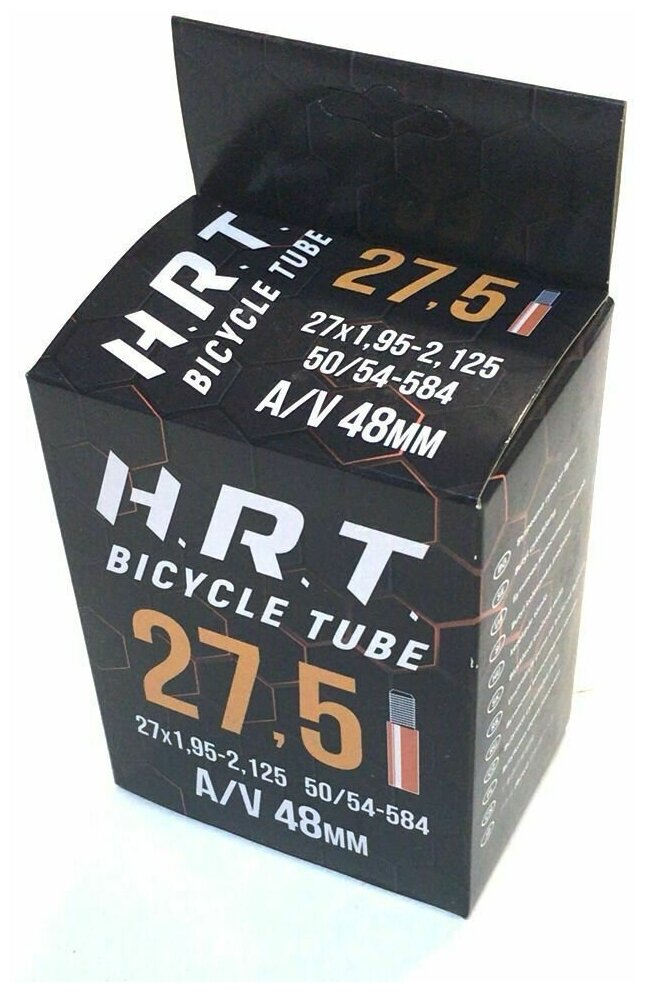 H.R.T.
BICYCLE TUBE
27,5
27x1,95-2,125
50/54-584
A/V 48MM
H.R.T.
BICYCLE TUBE
27,5
27x1,95-2,125 50/54-584
A/V 48MM